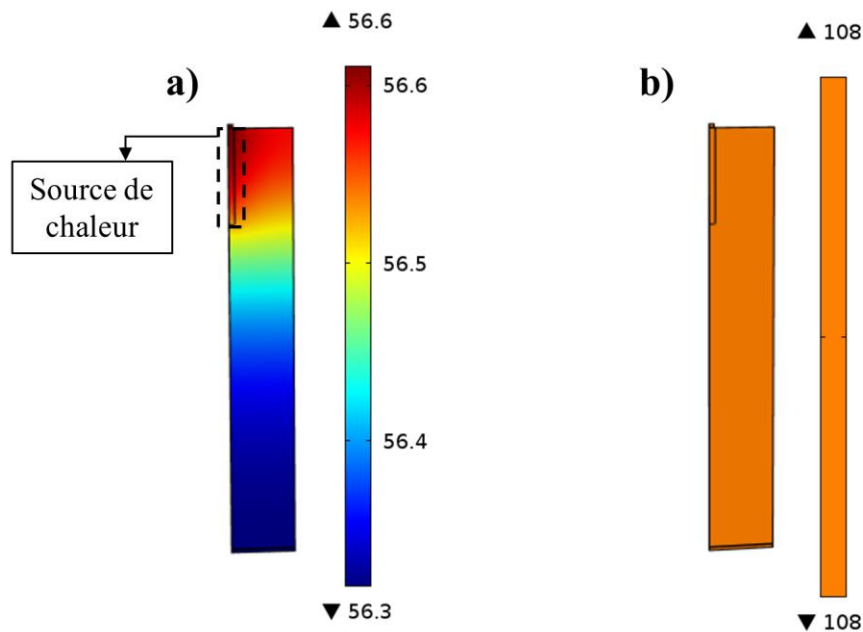 ▲ 56.6
a)
56.6
Source de
chaleur
56.5
56.4
▼ 56.3
▲ 108
b)
▼ 108